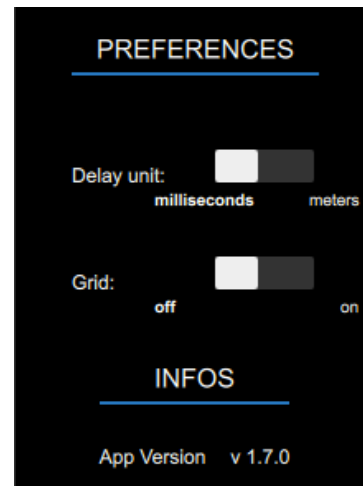 PREFERENCES
Delay unit:
milliseconds meters
Grid:
off on
INFOS
App Version v 1.7.0